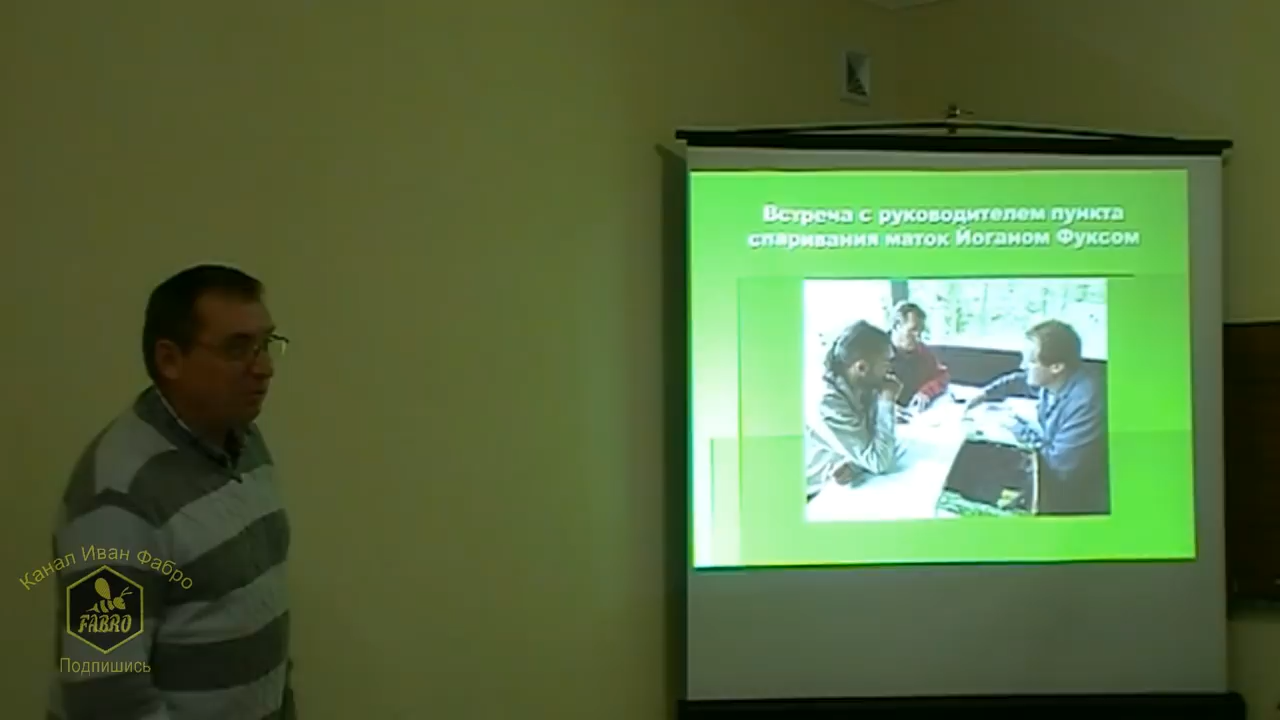 Встреча с руководителем пункта
спаривания маток Йоганом Фуксом
Канал Иван Фабро
FABRO
Подпишись